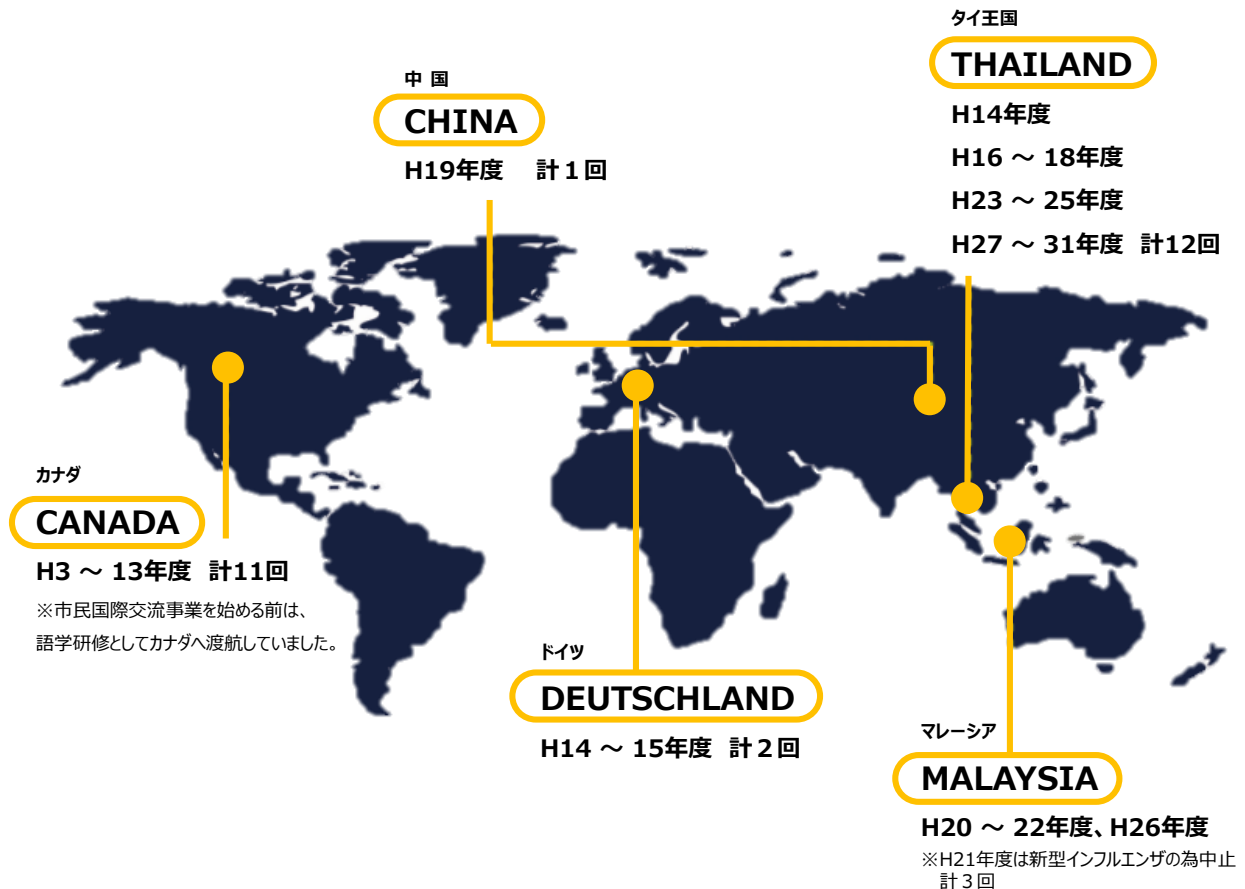 タイ王国
THAILAND
H14年度
H16 ～ 18年度
H23 ～ 25年度
H27 ～ 31年度 計12回
中 国
CHINA
H19年度 計１回
カナダ
CANADA
H3 ～ 13年度 計11回
※市民国際交流事業を始める前は、
語学研修としてカナダへ渡航していました。
ドイツ
DEUTSCHLAND
H14 ～ 15年度 計２回
マレーシア
MALAYSIA
H20 ～ 22年度、H26年度
※H21年度は新型インフルエンザの為中止
計３回